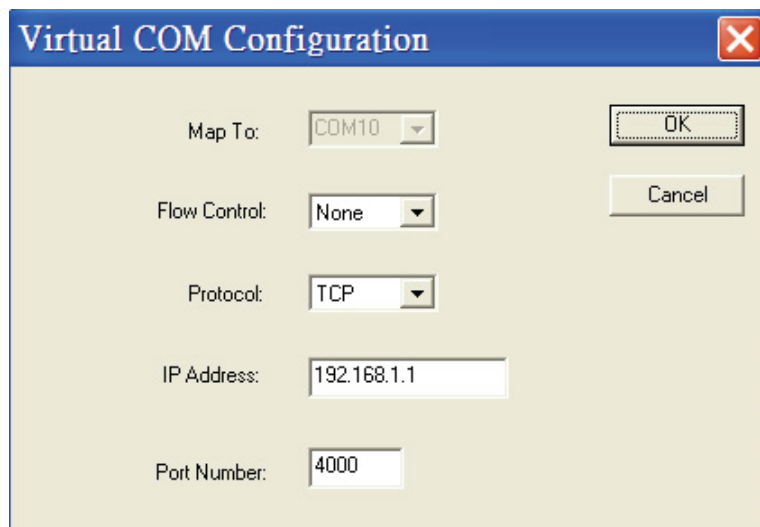 Virtual COM Configuration
Map To: COM10 OK
Flow Control: None Cancel
Protocol: TCP
IP Address: 192.168.1.1
Port Number: 4000